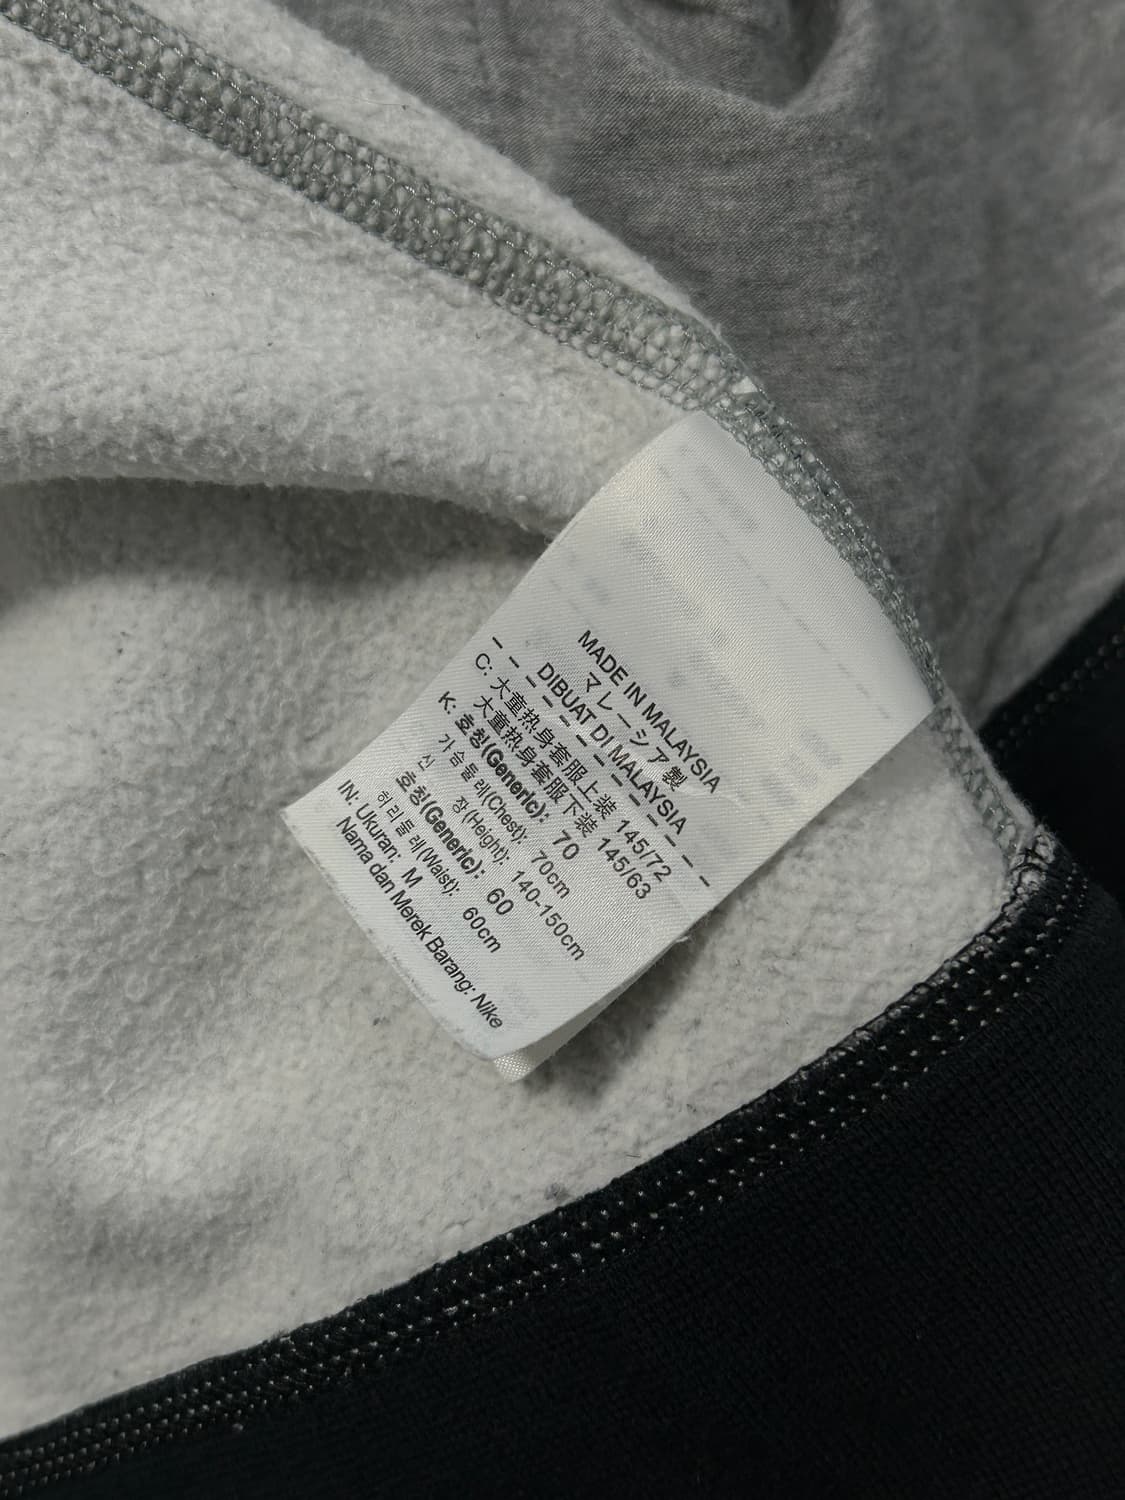 MADE IN MALAYSIA
マレーシア製
DIBUAT DI MALAYSIA
C: 大童热身套服上装 145/72
大童热身套服下装 145/63
K: 호칭(Generic): 70
가슴둘레(Chest): 70cm
신 장(Height): 140-150cm
호칭(Generic): 60
허리둘레(Waist): 60cm
IN: Ukuran: M
Nama dan Merek Barang: Nike